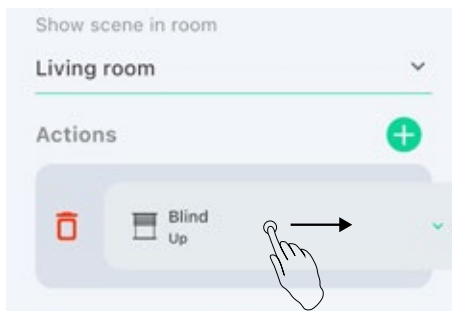 Show scene in room
Living room
Actions
Blind
Up